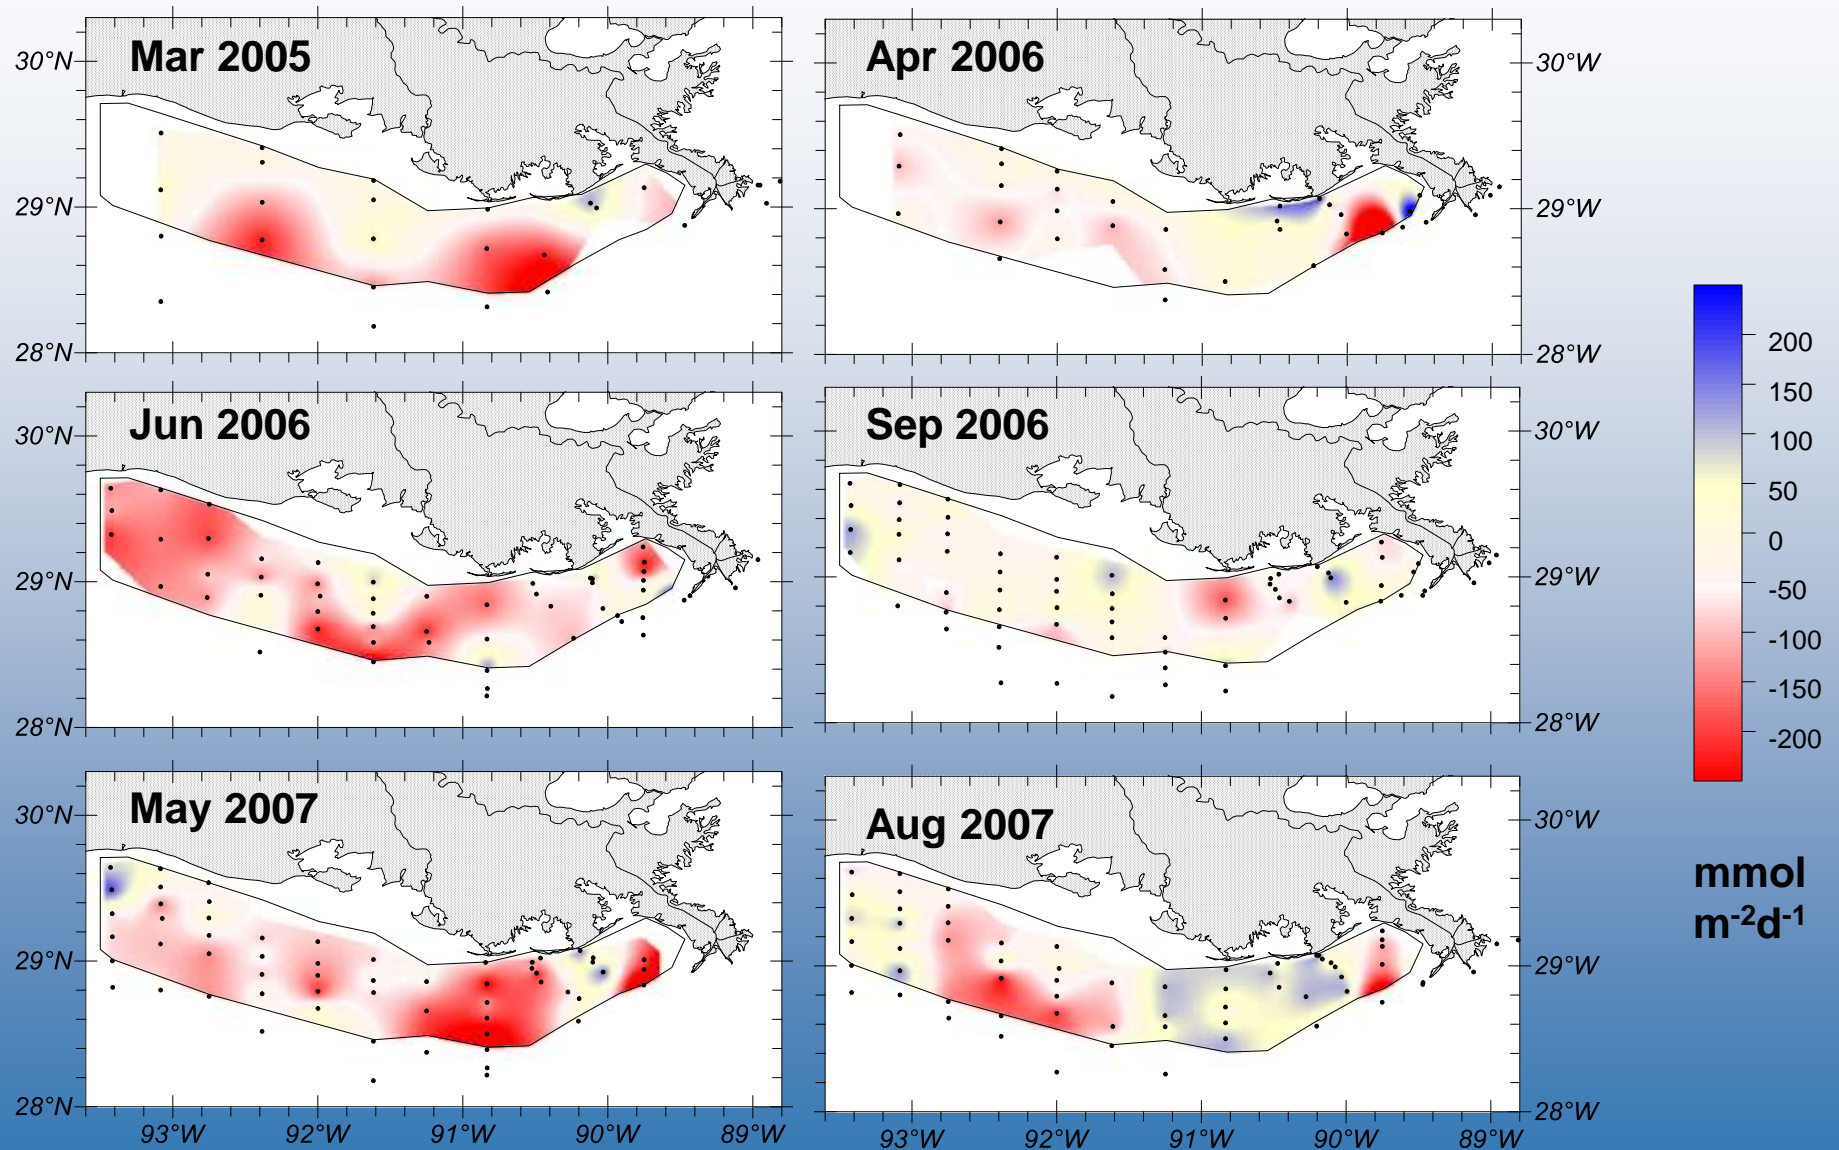 Mar 2005
Apr 2006
30°N
29°N
28°N
30°W
29°W
28°W
Jun 2006
Sep 2006
30°N
29°N
28°N
30°W
29°W
28°W
May 2007
Aug 2007
30°N
29°N
28°N
30°W
29°W
28°W
93°W 92°W 91°W 90°W 89°W
93°W 92°W 91°W 90°W 89°W
200
150
100
50
0
-50
-100
-150
-200
mmol
m-2d-1